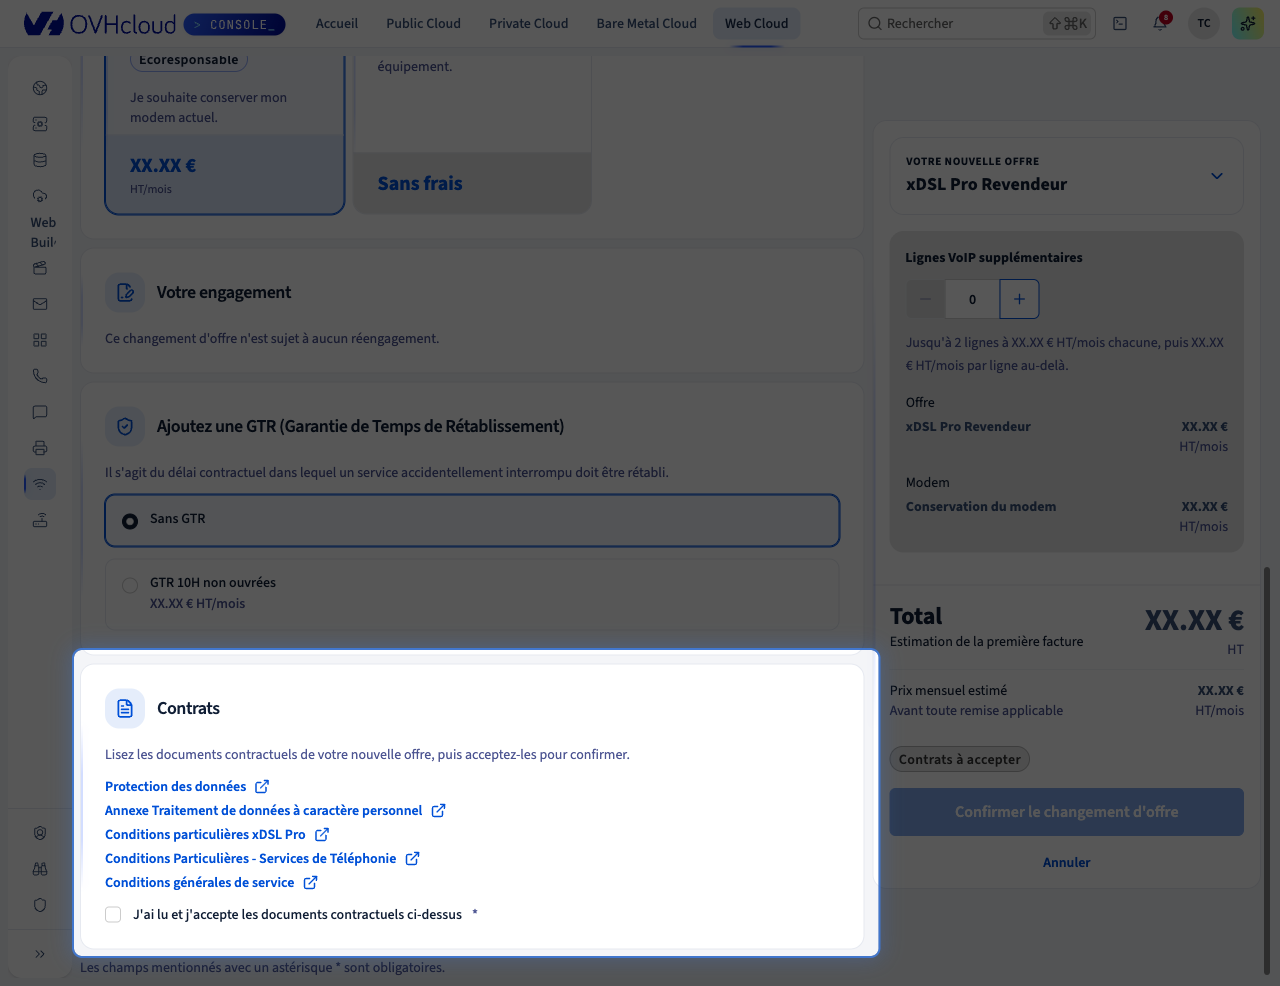 OVHcloud
> CONSOLE_
Accueil
Public Cloud
Private Cloud
Bare Metal Cloud
Web Cloud
Rechercher
⇧⌘K
8
TC
Web
Buil
Ecoresponsable
Je souhaite conserver mon
modem actuel.
XX.XX €
HT/mois
équipement.
Sans frais
Votre engagement
Ce changement d'offre n'est sujet à aucun réengagement.
Ajoutez une GTR (Garantie de Temps de Rétablissement)
Il s'agit du délai contractuel dans lequel un service accidentellement interrompu doit être rétabli.
Sans GTR
GTR 10H non ouvrées
XX.XX € HT/mois
Contrats
Lisez les documents contractuels de votre nouvelle offre, puis acceptez-les pour confirmer.
Protection des données
Annexe Traitement de données à caractère personnel
Conditions particulières xDSL Pro
Conditions Particulières - Services de Téléphonie
Conditions générales de service
J'ai lu et j'accepte les documents contractuels ci-dessus *
Les champs mentionnés avec un astérisque * sont obligatoires.
VOTRE NOUVELLE OFFRE
xDSL Pro Revendeur
Lignes VoIP supplémentaires
− 0 +
Jusqu'à 2 lignes à XX.XX € HT/mois chacune, puis XX.XX
€ HT/mois par ligne au-delà.
Offre
xDSL Pro Revendeur XX.XX €
HT/mois
Modem
Conservation du modem XX.XX €
HT/mois
Total XX.XX €
Estimation de la première facture HT
Prix mensuel estimé XX.XX €
Avant toute remise applicable HT/mois
Contrats à accepter
Confirmer le changement d'offre
Annuler